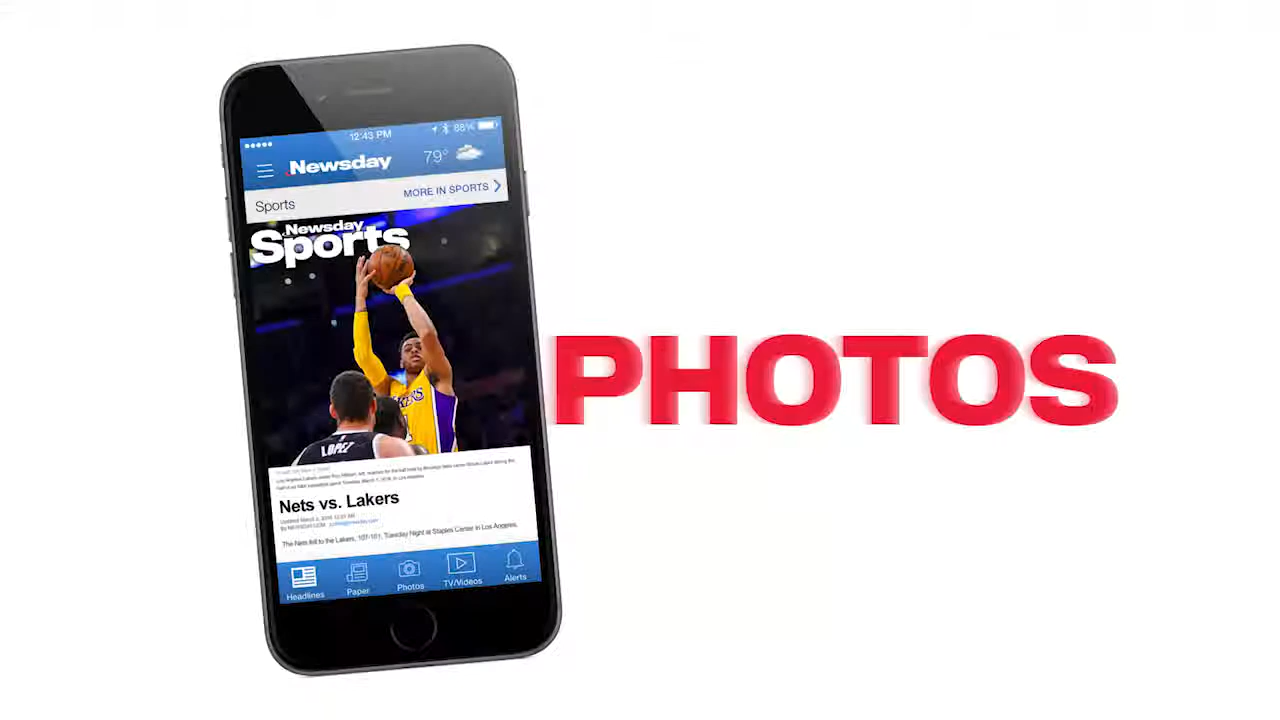 12:43 PM
88%
Newsday
79°
Sports
MORE IN SPORTS
Newsday
Sports
LOPEZ
Nets vs. Lakers
The Nets fell to the Lakers, 107-101, Tuesday Night at Staples Center in Los Angeles.
Headlines
Paper
Photos
TV/Videos
Alerts
PHOTOS